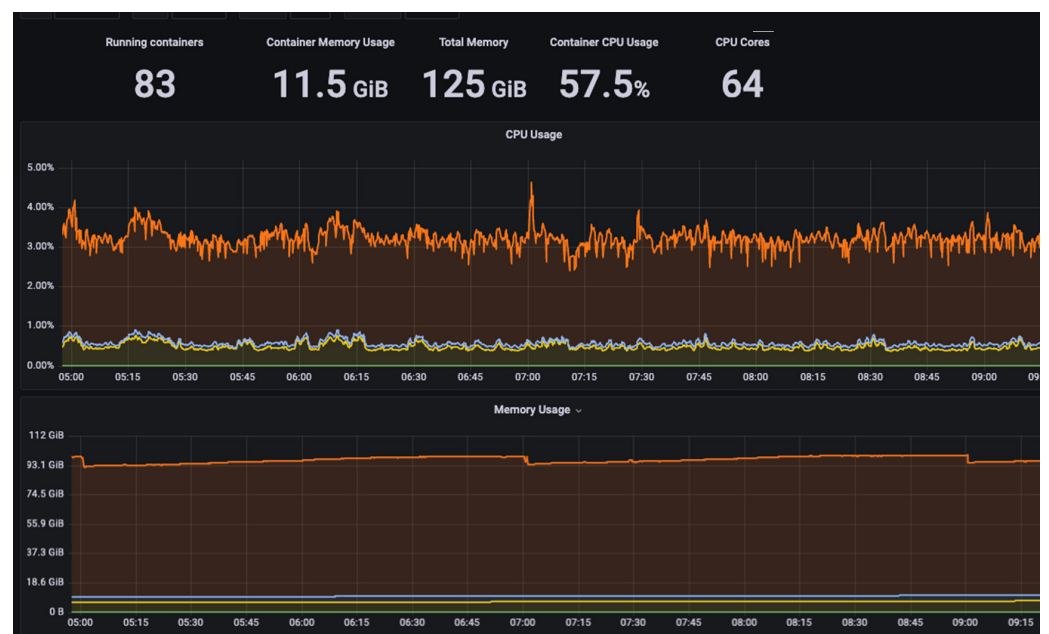 Running containers Container Memory Usage Total Memory Container CPU Usage CPU Cores
83 11.5 GiB 125 GiB 57.5% 64
CPU Usage
5.00%
4.00%
3.00%
2.00%
1.00%
0.00%
05:00 05:15 05:30 05:45 06:00 06:15 06:30 06:45 07:00 07:15 07:30 07:45 08:00 08:15 08:30 08:45 09:00 09
Memory Usage
112 GiB
93.1 GiB
74.5 GiB
55.9 GiB
37.3 GiB
18.6 GiB
0 B
05:00 05:15 05:30 05:45 06:00 06:15 06:30 06:45 07:00 07:15 07:30 07:45 08:00 08:15 08:30 08:45 09:00 09:15